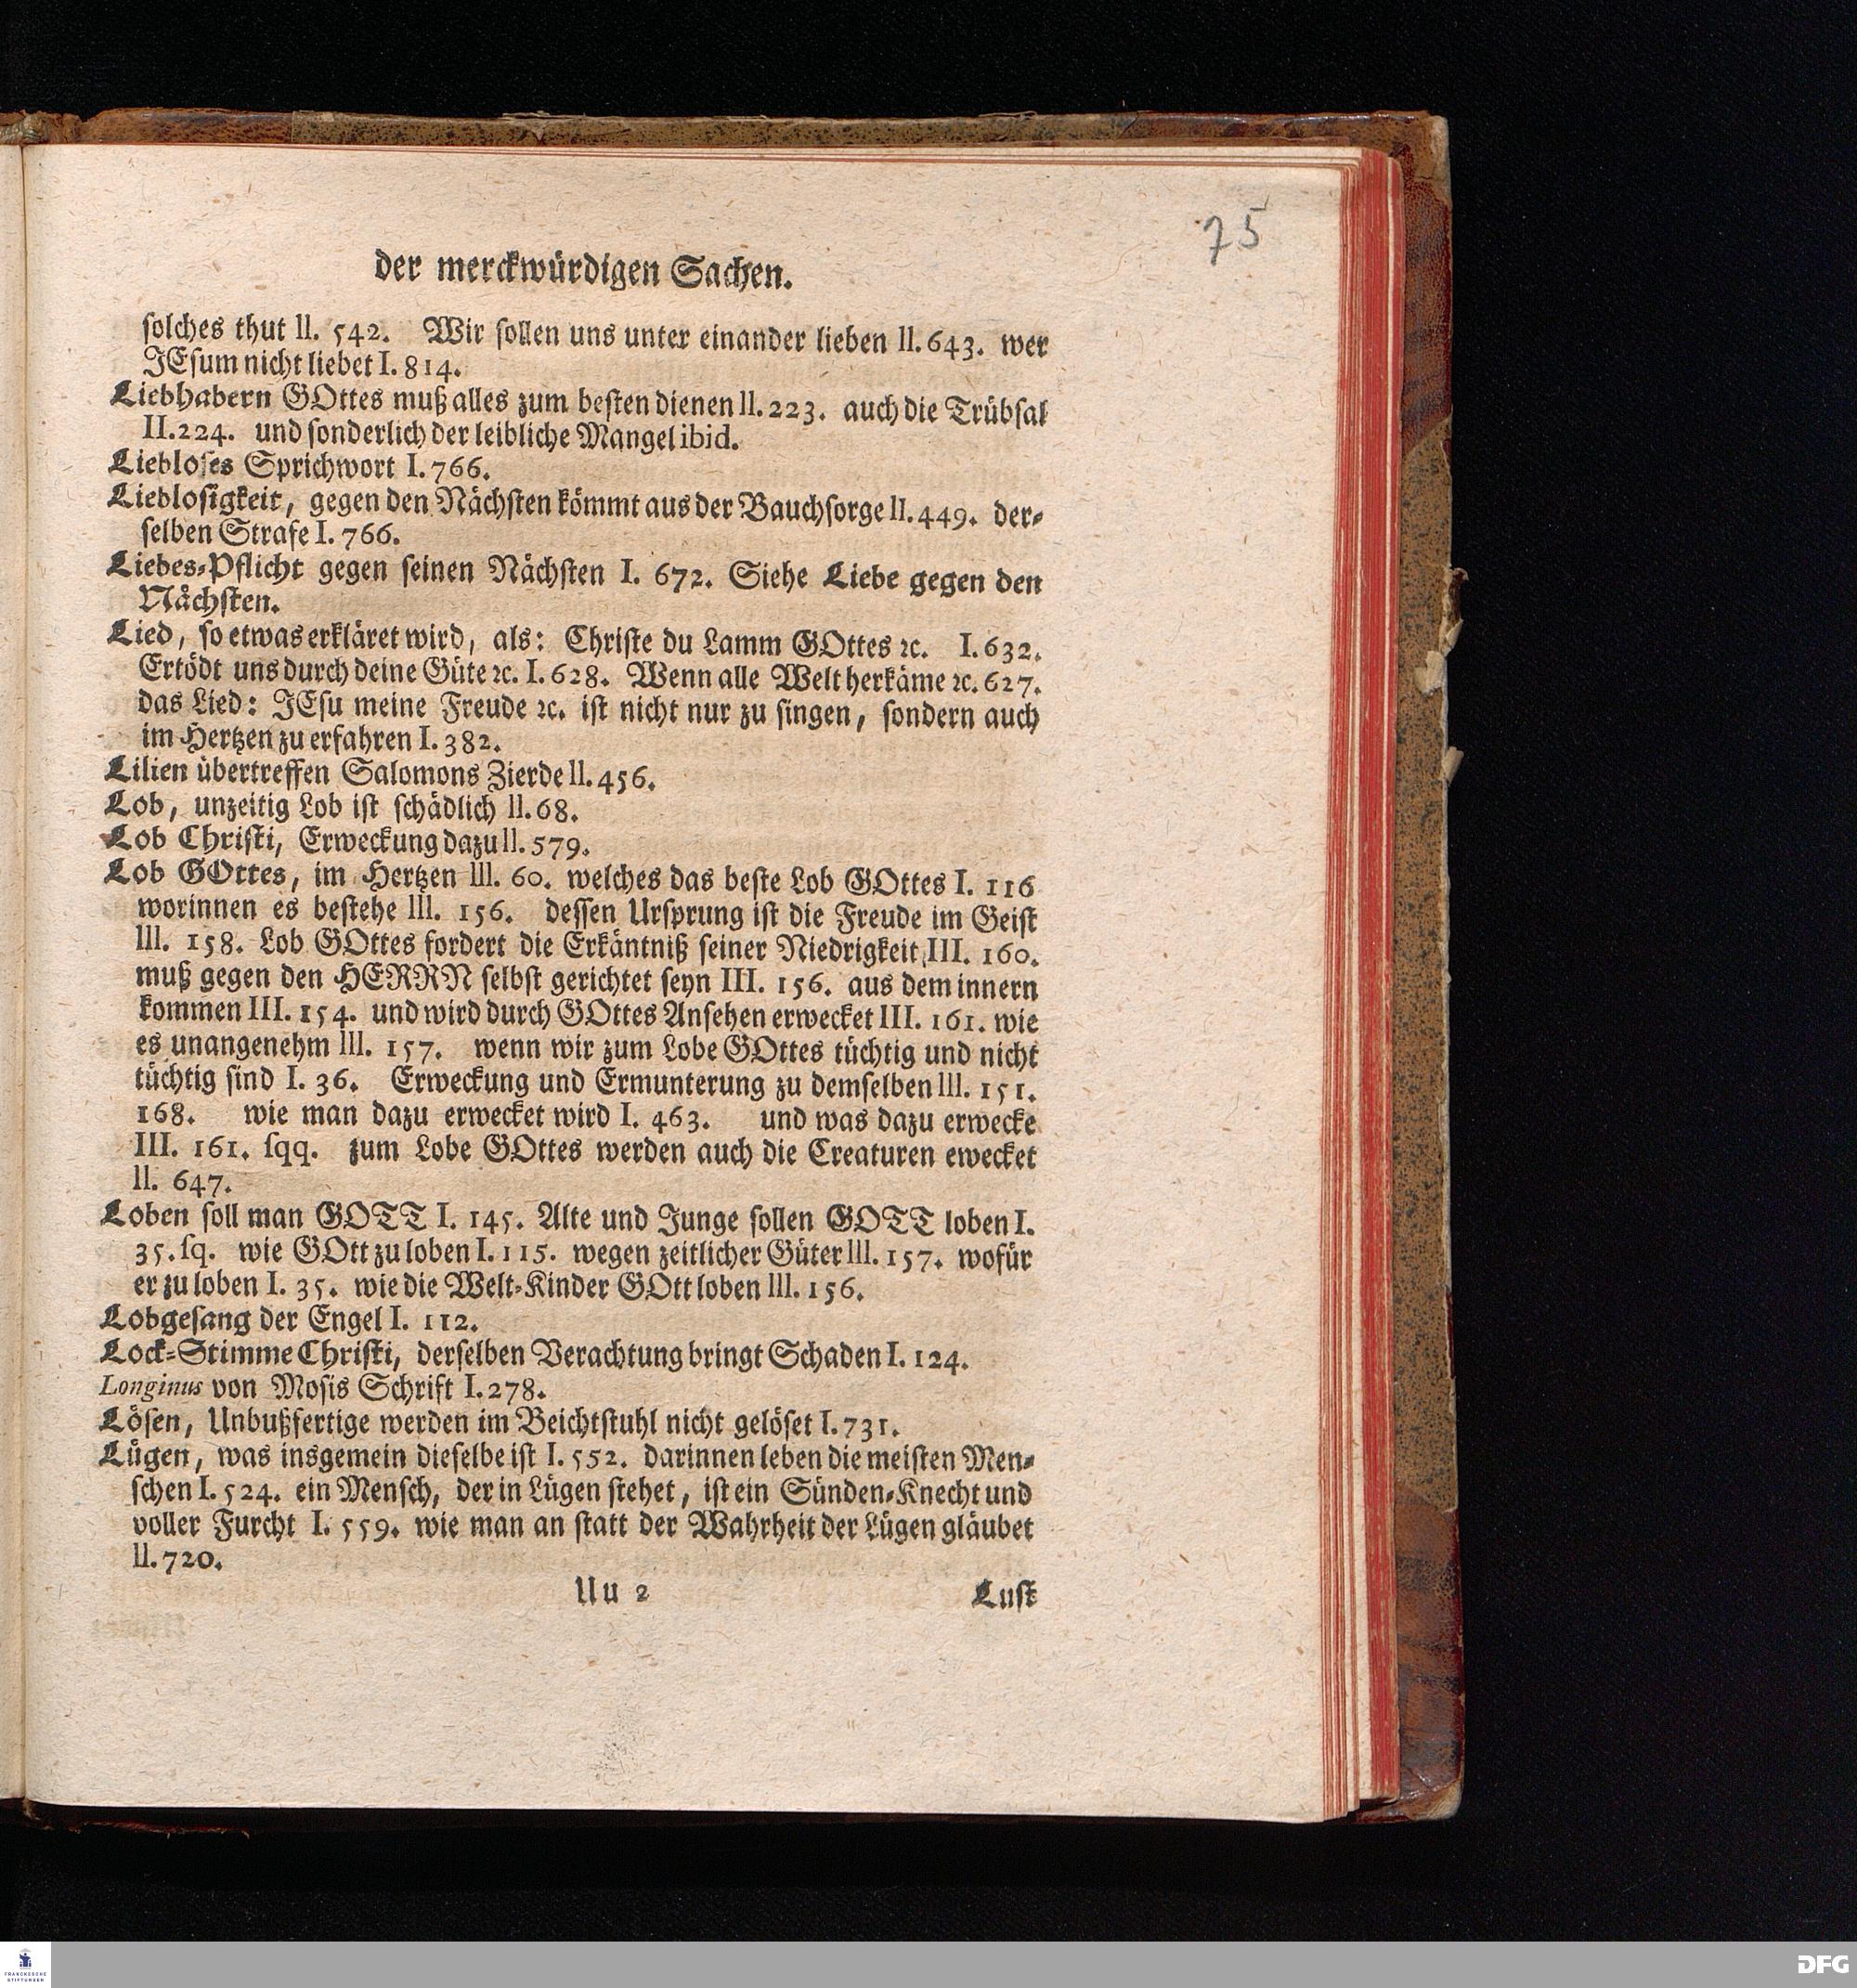 75
der merckwürdigen Sachen.
ſolches thut II. 542. Wir ſollen uns unter einander lieben II. 643. wer
JEſum nicht liebet I. 814.
Liebhabern GOttes muß alles zum beſten dienen II. 223. auch die Trübſal
II. 224. und ſonderlich der leibliche Mangel ibid.
Liebloſes Sprichwort I. 766.
Liebloſigkeit, gegen den Nächſten kömmt aus der Bauchſorge II. 449. der-
ſelben Strafe I. 766.
Liebes-Pflicht gegen ſeinen Nächſten I. 672. Siehe Liebe gegen den
Nächſten.
Lied, ſo etwas erkläret wird, als: Chriſte du Lamm GOttes ꝛc. I. 632.
Ertödt uns durch deine Güte ꝛc. I. 628. Wenn alle Welt herkäme ꝛc. 627.
das Lied: JEſu meine Freude ꝛc. iſt nicht nur zu ſingen, ſondern auch
im Hertzen zu erfahren I. 382.
Lilien übertreffen Salomons Zierde II. 456.
Lob, unzeitig Lob iſt ſchädlich II. 68.
Lob Chriſti, Erweckung dazu II. 579.
Lob GOttes, im Hertzen III. 60. welches das beſte Lob GOttes I. 116
worinnen es beſtehe III. 156. deſſen Urſprung iſt die Freude im Geiſt
III. 158. Lob GOttes fordert die Erkäntniß ſeiner Niedrigkeit III. 160.
muß gegen den HERRN ſelbſt gerichtet ſeyn III. 156. aus dem innern
kommen III. 154. und wird durch GOttes Anſehen erwecket III. 161. wie
es unangenehm III. 157. wenn wir zum Lobe GOttes tüchtig und nicht
tüchtig ſind I. 36. Erweckung und Ermunterung zu demſelben III. 151.
168. wie man dazu erwecket wird I. 463. und was dazu erwecke
III. 161. ſqq. zum Lobe GOttes werden auch die Creaturen ewecket
II. 647.
Loben ſoll man GOTT I. 145. Alte und Junge ſollen GOTT loben I.
35. ſq. wie GOtt zu loben I. 115. wegen zeitlicher Güter III. 157. wofür
er zu loben I. 35. wie die Welt-Kinder GOtt loben III. 156.
Lobgeſang der Engel I. 112.
Lock-Stimme Chriſti, derſelben Verachtung bringt Schaden I. 124.
Longinus von Moſis Schrift I. 278.
Löſen, Unbußfertige werden im Beichtſtuhl nicht gelöſet I. 731.
Lügen, was insgemein dieſelbe iſt I. 552. darinnen leben die meiſten Men-
ſchen I. 524. ein Menſch, der in Lügen ſtehet, iſt ein Sünden-Knecht und
voller Furcht I. 559. wie man an ſtatt der Wahrheit der Lügen gläubet
II. 720.
Uu 2 Luſt
FRANCKESCHE
STIFTUNGEN
DFG